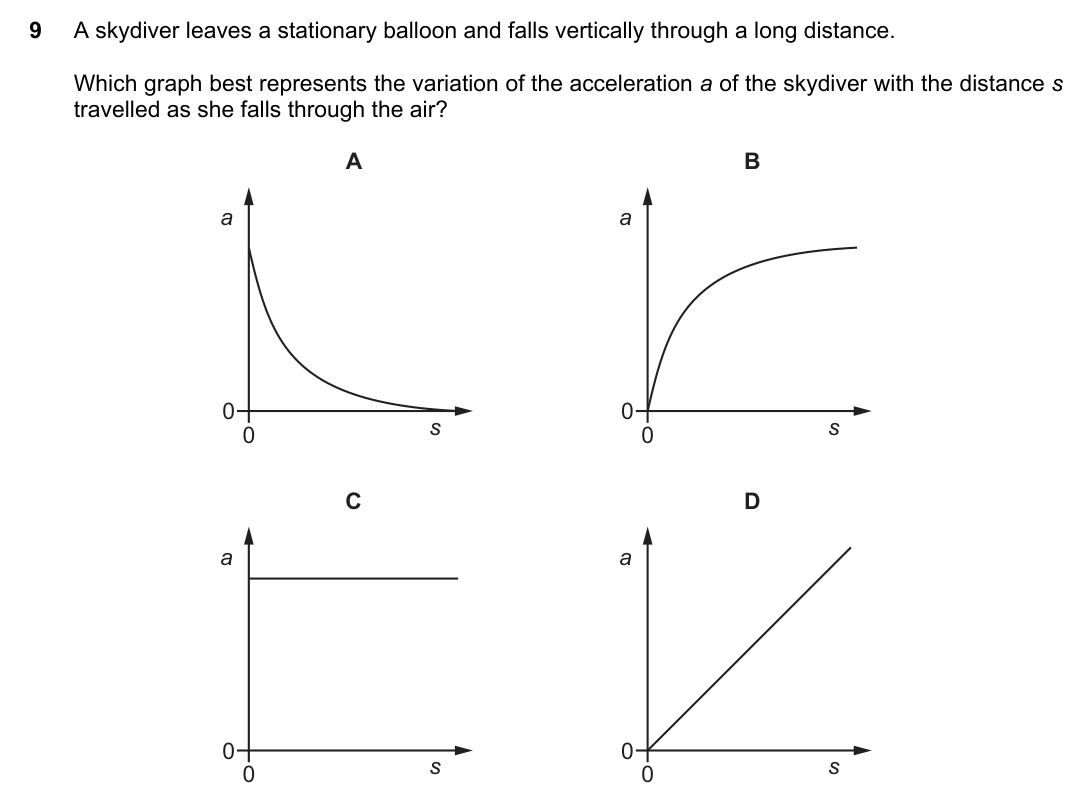 9 A skydiver leaves a stationary balloon and falls vertically through a long distance.
Which graph best represents the variation of the acceleration a of the skydiver with the distance s
travelled as she falls through the air?
A
B
a
a
0
0
0
s
0
s
C
D
a
a
0
0
0
s
0
s